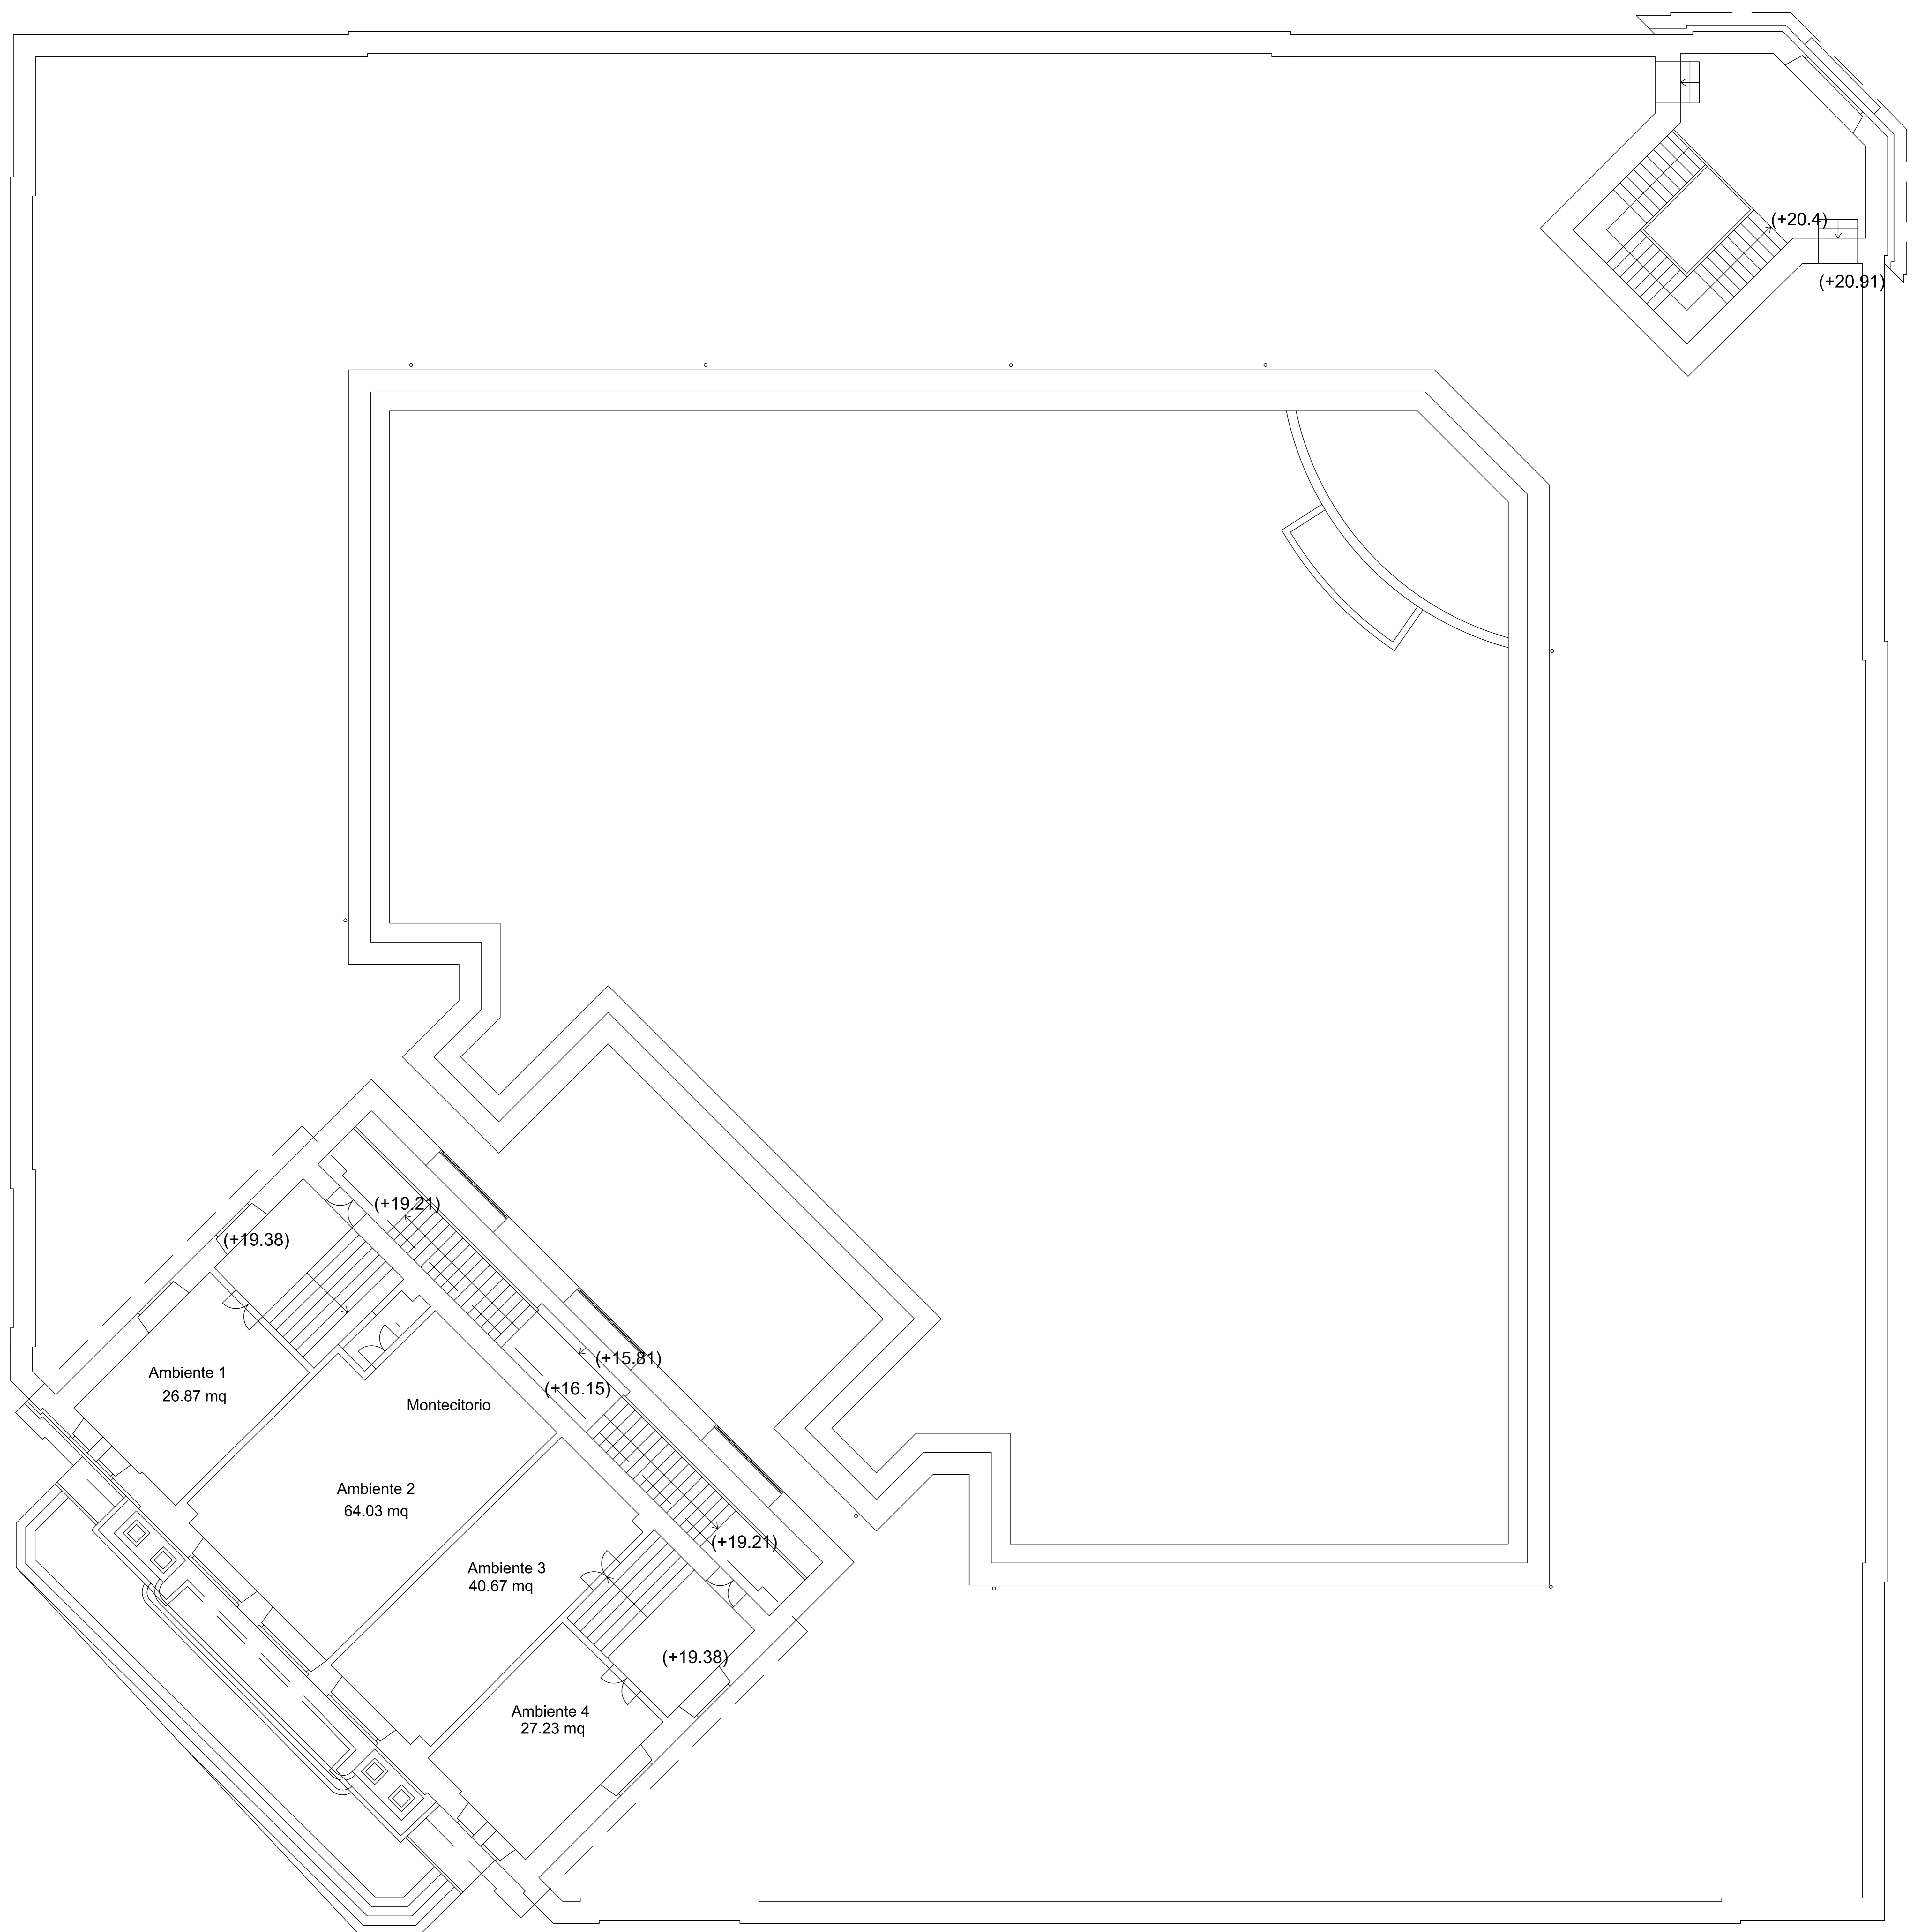 (+20.4)
(+20.91)
(+19.21)
(+19.38)
(+15.81)
(+16.15)
Ambiente 1
26.87 mq
Montecitorio
Ambiente 2
64.03 mq
(+19.21)
Ambiente 3
40.67 mq
(+19.38)
Ambiente 4
27.23 mq